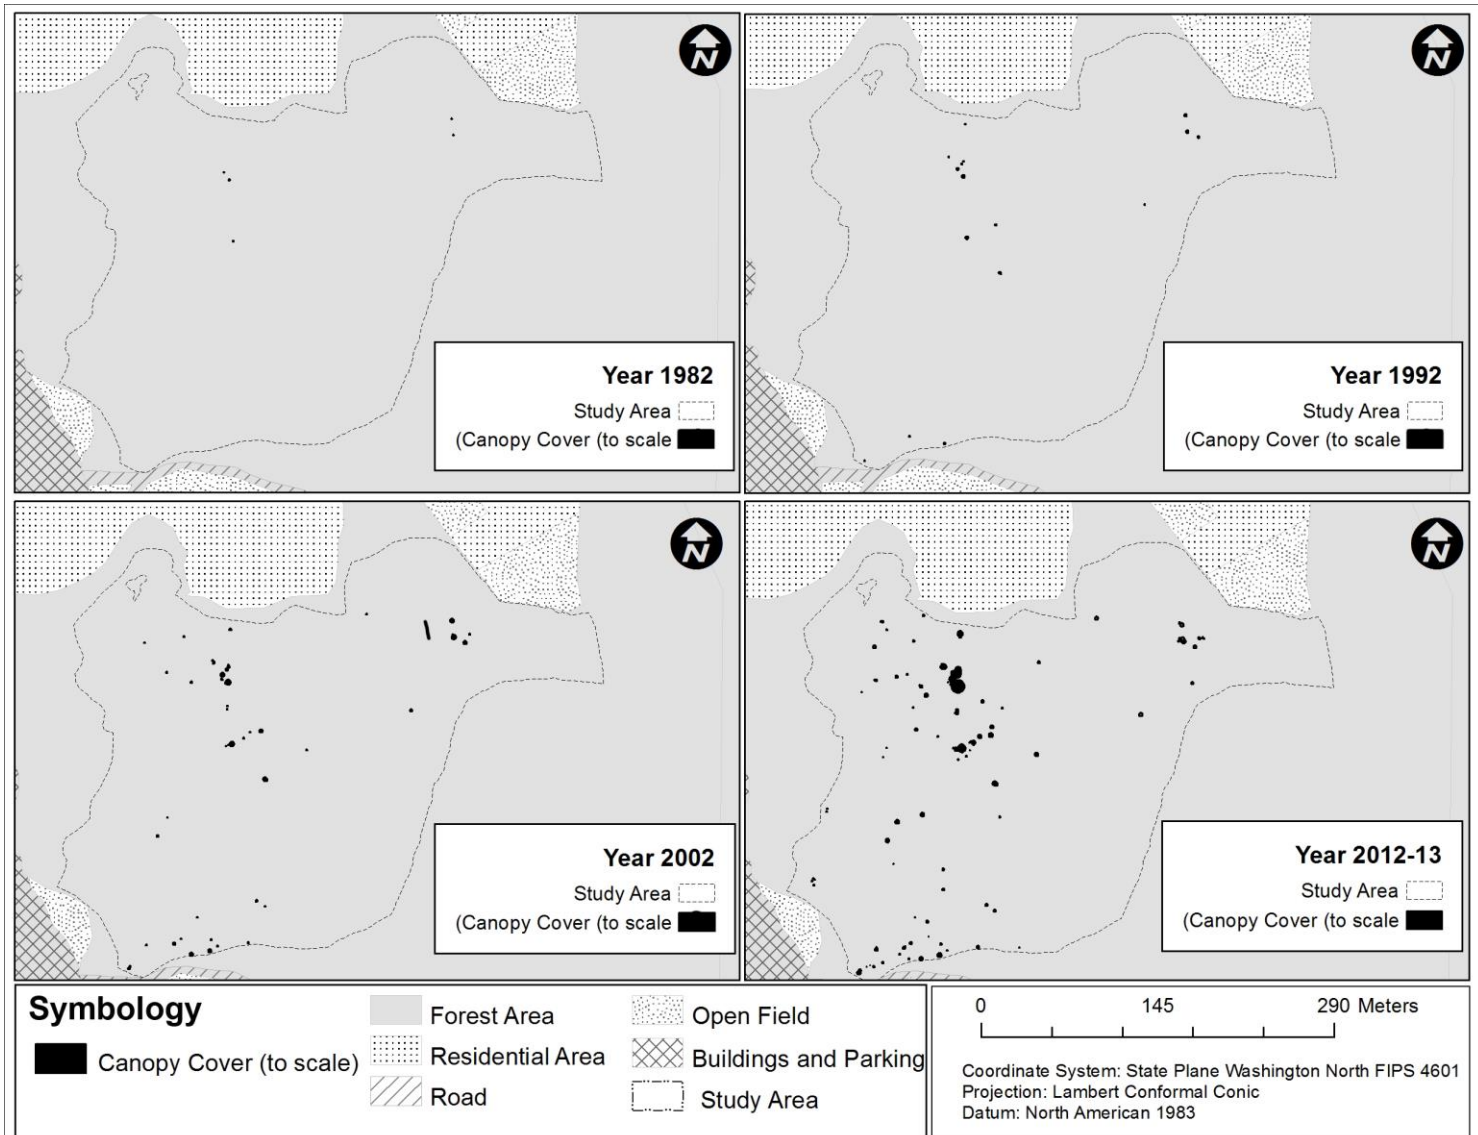 N
Year 1982
Study Area
(Canopy Cover (to scale
N
Year 1992
Study Area
(Canopy Cover (to scale
N
Year 2002
Study Area
(Canopy Cover (to scale
N
Year 2012-13
Study Area
(Canopy Cover (to scale
Symbology
Canopy Cover (to scale)
Forest Area
Residential Area
Road
Open Field
Buildings and Parking
Study Area
0 145 290 Meters
Coordinate System: State Plane Washington North FIPS 4601
Projection: Lambert Conformal Conic
Datum: North American 1983